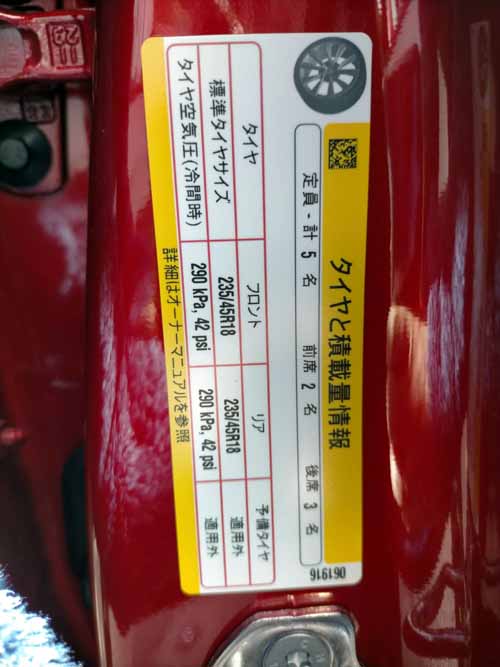 タイヤと積載量情報
定員 - 計 5 名 前席 2 名 後席 3 名
タイヤ フロント リア 予備タイヤ
標準タイヤサイズ 235/45R18 235/45R18 適用外
タイヤ空気圧(冷間時) 290 kPa, 42 psi 290 kPa, 42 psi 適用外
詳細はオーナーマニュアルを参照
061916